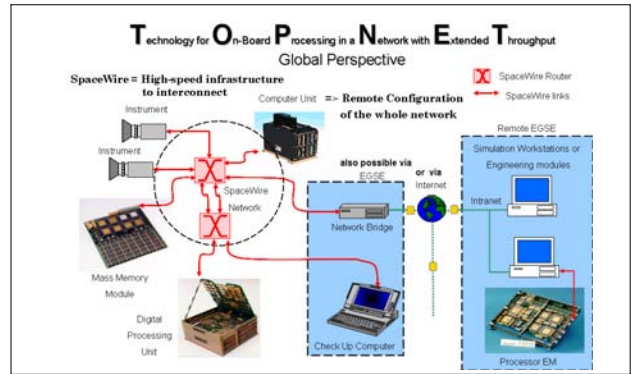 Technology for On-Board Processing in a Network with Extended Throughput
Global Perspective
SpaceWire = High-speed infrastructure
to interconnect
Computer Unit
=> Remote Configuration
of the whole network
SpaceWire Router
SpaceWire links
Instrument
Instrument
SpaceWire
Network
Mass Memory
Module
Digital
Processing
Unit
also possible via
EGSE
Network Bridge
Check Up Computer
or via
Internet
Remote EGSE
Simulation Workstations or
Engineering modules
Intranet
Processor EM